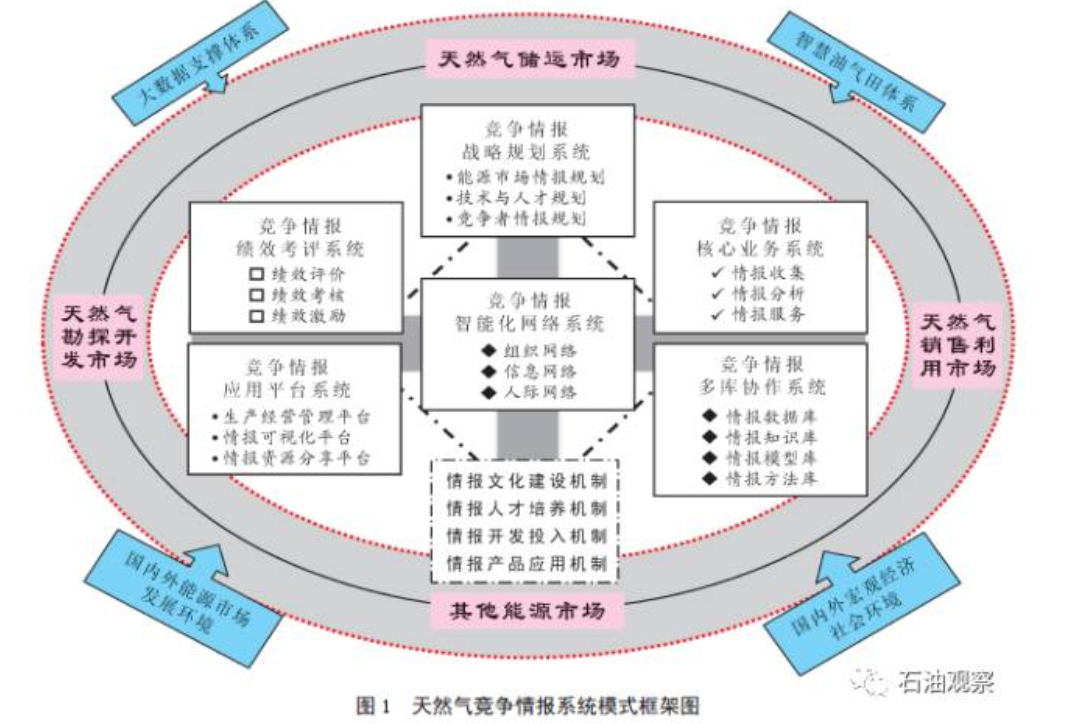 大数据支撑体系
天然气储运市场
智慧油气田体系
竞争情报
战略规划系统
•能源市场情报规划
•技术与人才规划
•竞争者情报规划
竞争情报
绩效考评系统
□ 绩效评价
□ 绩效考核
□ 绩效激励
竞争情报
核心业务系统
✓ 情报收集
✓ 情报分析
✓ 情报服务
天然气
勘探开
发市场
竞争情报
智能化网络系统
◆ 组织网络
◆ 信息网络
◆ 人际网络
天然气
销售利
用市场
竞争情报
应用平台系统
•生产经营管理平台
•情报可视化平台
•情报资源分享平台
竞争情报
多库协作系统
◆ 情报数据库
◆ 情报知识库
◆ 情报模型库
◆ 情报方法库
情报文化建设机制
情报人才培养机制
情报开发投入机制
情报产品应用机制
国内外能源市场
发展环境
其他能源市场
国内外宏观经济
社会环境
石油观察
图1 天然气竞争情报系统模式框架图